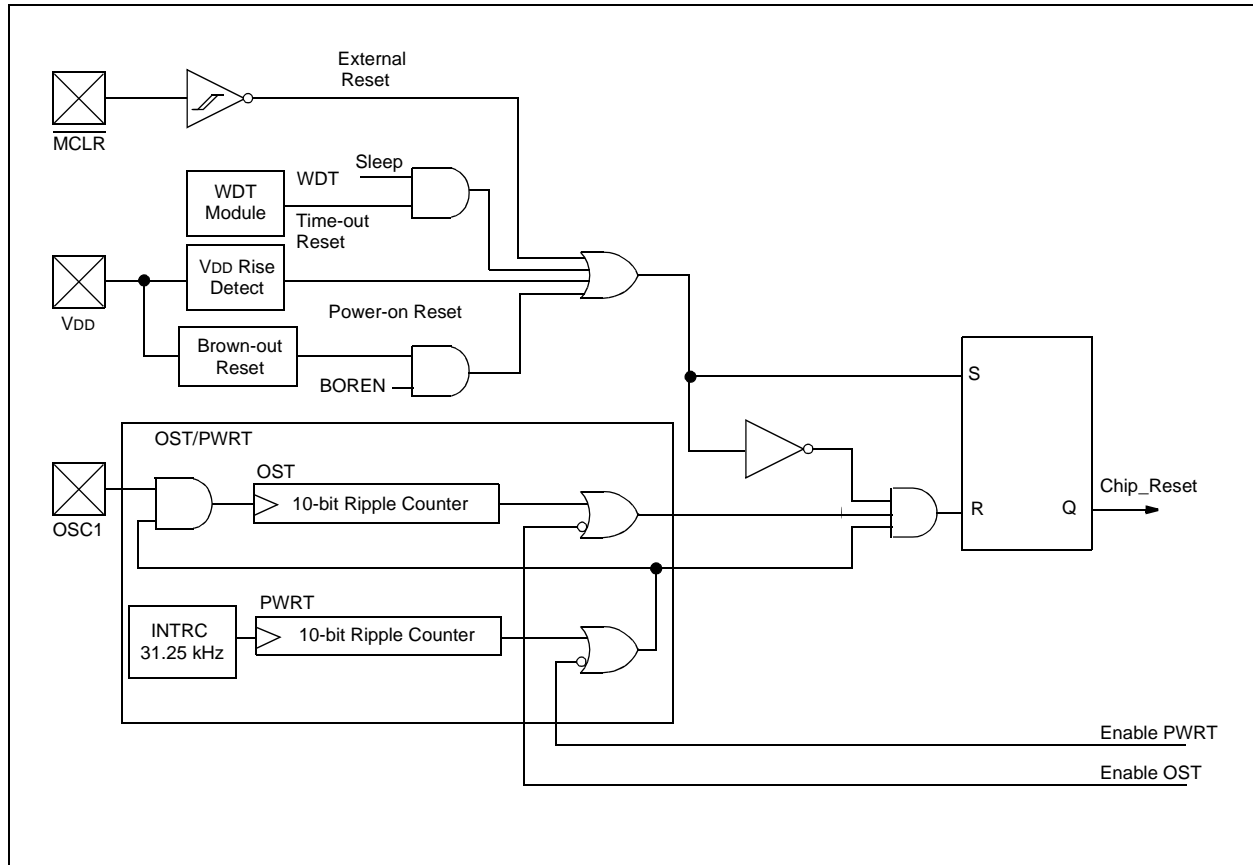 External
Reset
MCLR
Sleep
WDT
WDT
Module
Time-out
Reset
VDD Rise
Detect
VDD
Power-on Reset
Brown-out
Reset
BOREN
S
OST/PWRT
OST
10-bit Ripple Counter
OSC1
Chip_Reset
R
Q
PWRT
INTRC
31.25 kHz
10-bit Ripple Counter
Enable PWRT
Enable OST